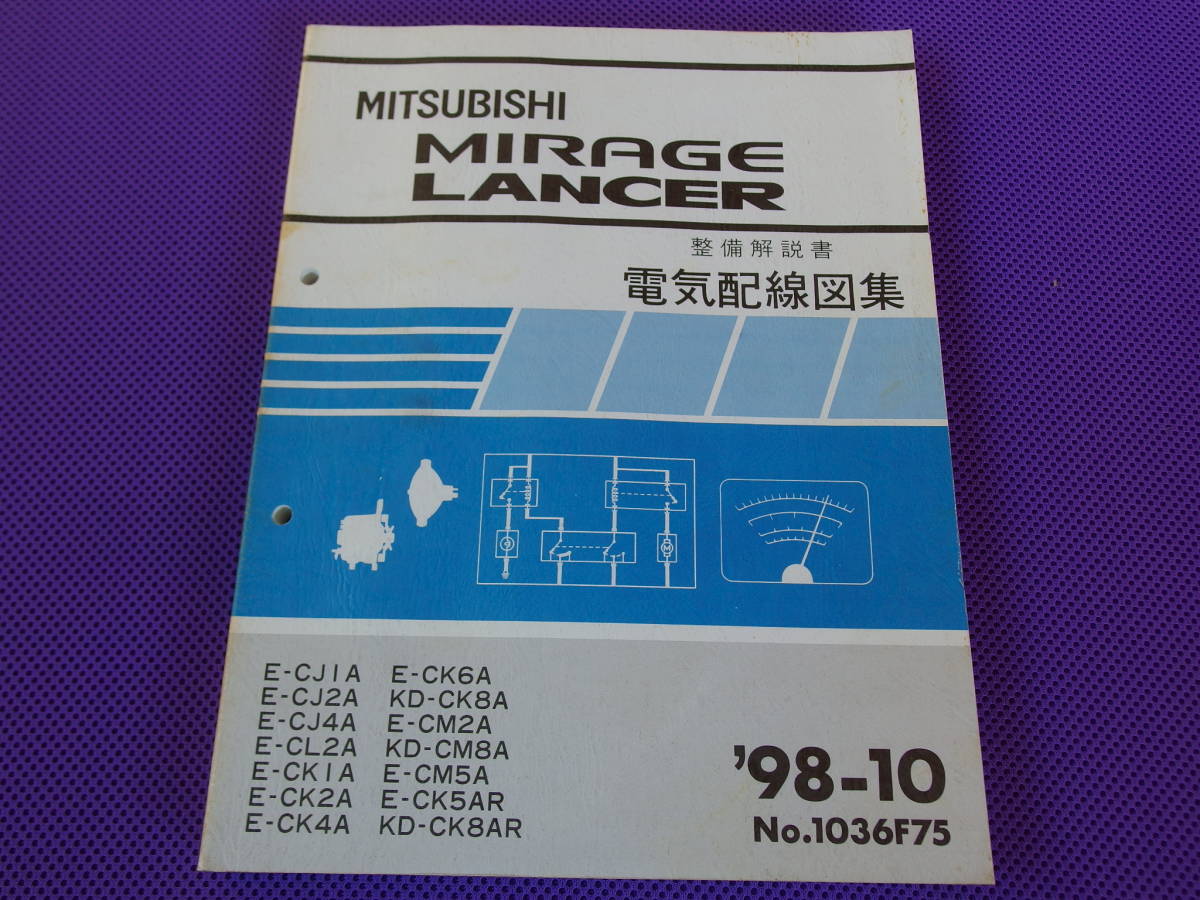 MITSUBISHI
MIRAGE
LANCER
整備解説書
電気配線図集
M
E-CJ1A E-CK6A
E-CJ2A KD-CK8A
E-CJ4A E-CM2A
E-CL2A KD-CM8A
E-CK1A E-CM5A
E-CK2A E-CK5AR
E-CK4A KD-CK8AR
'98-10
No.1036F75